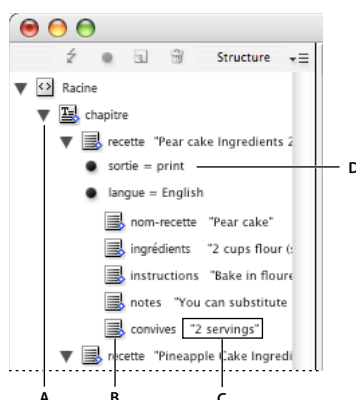 Structure
Racine
chapitre
recette "Pear cake Ingredients 2
sortie = print
D
langue = English
nom-recette "Pear cake"
ingrédients "2 cups flour (
instructions "Bake in floure
notes "You can substitute
convives "2 servings"
recette "Pineapple Cake Ingredi
A B C